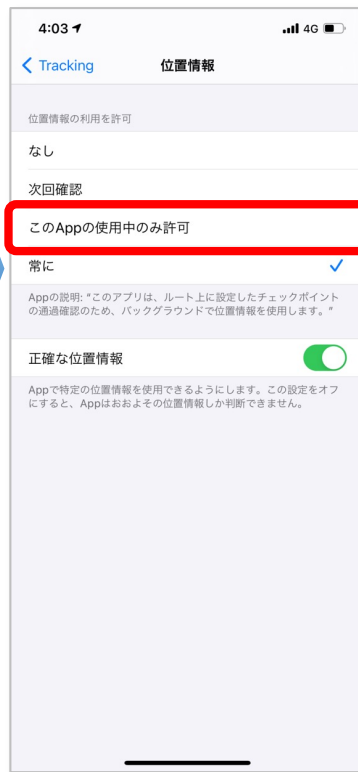 4:03
4G
Tracking
位置情報
位置情報の利用を許可
なし
次回確認
このAppの使用中のみ許可
常に
Appの説明: “このアプリは、ルート上に設定したチェックポイント
の通過確認のため、バックグラウンドで位置情報を使用します。”
正確な位置情報
Appで特定の位置情報を使用できるようにします。この設定をオフ
にすると、Appはおおよその位置情報しか判断できません。